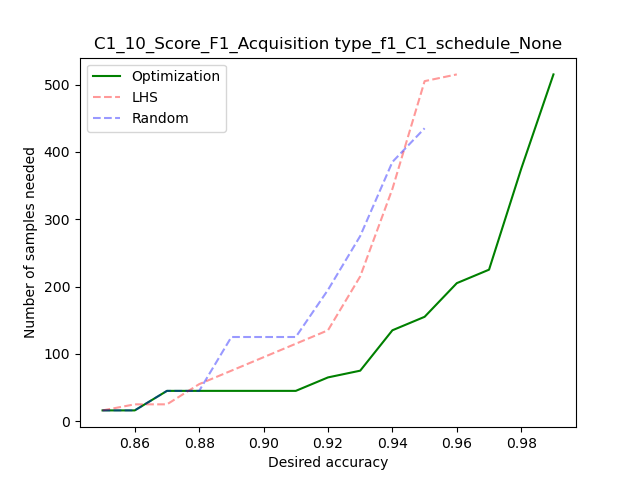 C1_10_Score_F1_Acquisition type_f1_C1_schedule_None
Optimization
LHS
Random
Number of samples needed
500
400
300
200
100
0
0.86 0.88 0.90 0.92 0.94 0.96 0.98
Desired accuracy